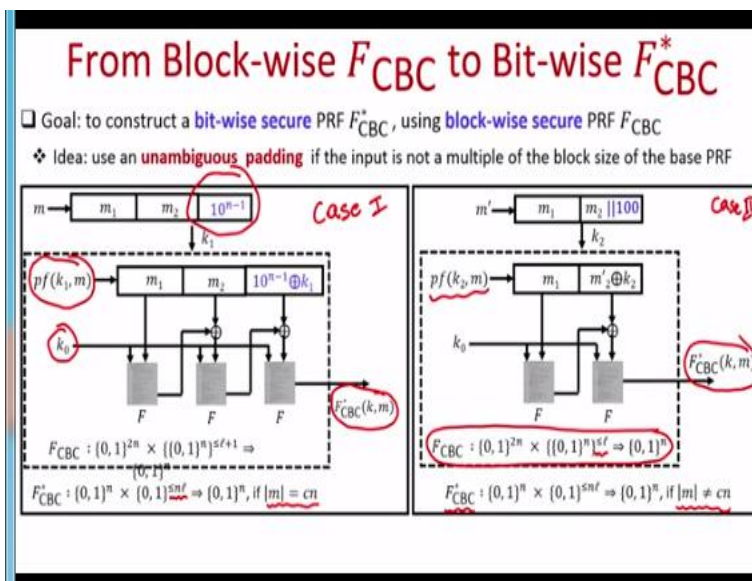 From Block-wise F_CBC to Bit-wise F*_CBC
❑ Goal: to construct a bit-wise secure PRF F*_CBC, using block-wise secure PRF F_CBC
❖ Idea: use an unambiguous padding if the input is not a multiple of the block size of the base PRF
m
m₁
m₂
10ⁿ⁻¹
Case I
k₁
pf(k₁, m)
m₁
m₂
10ⁿ⁻¹⊕k₁
k₀
F
F
F
F*_CBC(k, m)
F_CBC : {0, 1}²ⁿ × {{0, 1}ⁿ}^≤ℓ+1 ⇒
{0, 1}ⁿ
F*_CBC : {0, 1}ⁿ × {0, 1}^≤nℓ ⇒ {0, 1}ⁿ, if |m| = cn
m′
m₁
m₂ ||100
Case
k₂
pf(k₂, m)
m₁
m′₂⊕k₂
k₀
F
F
F*_CBC(k, m
F_CBC : {0, 1}²ⁿ × {{0, 1}ⁿ}^≤ℓ ⇒ {0, 1}ⁿ
F*_CBC : {0, 1}ⁿ × {0, 1}^≤nℓ ⇒ {0, 1}ⁿ, if |m| ≠ cn